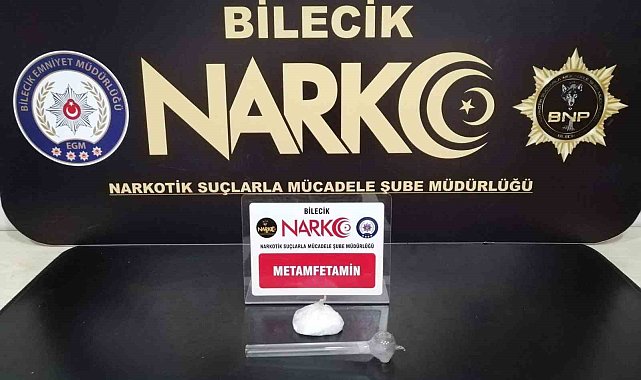 BİLECİK
NARKO
BİLECİK EMNİYET MÜDÜRLÜĞÜ
EGM
BNP
NARKOTİK SUÇLARLA MÜCADELE ŞUBE MÜDÜRLÜĞÜ
BİLECİK
NARKO
NARKO
NARKOTİK SUÇLARLA MÜCADELE ŞUBE MÜDÜRLÜĞÜ
METAMFETAMİN